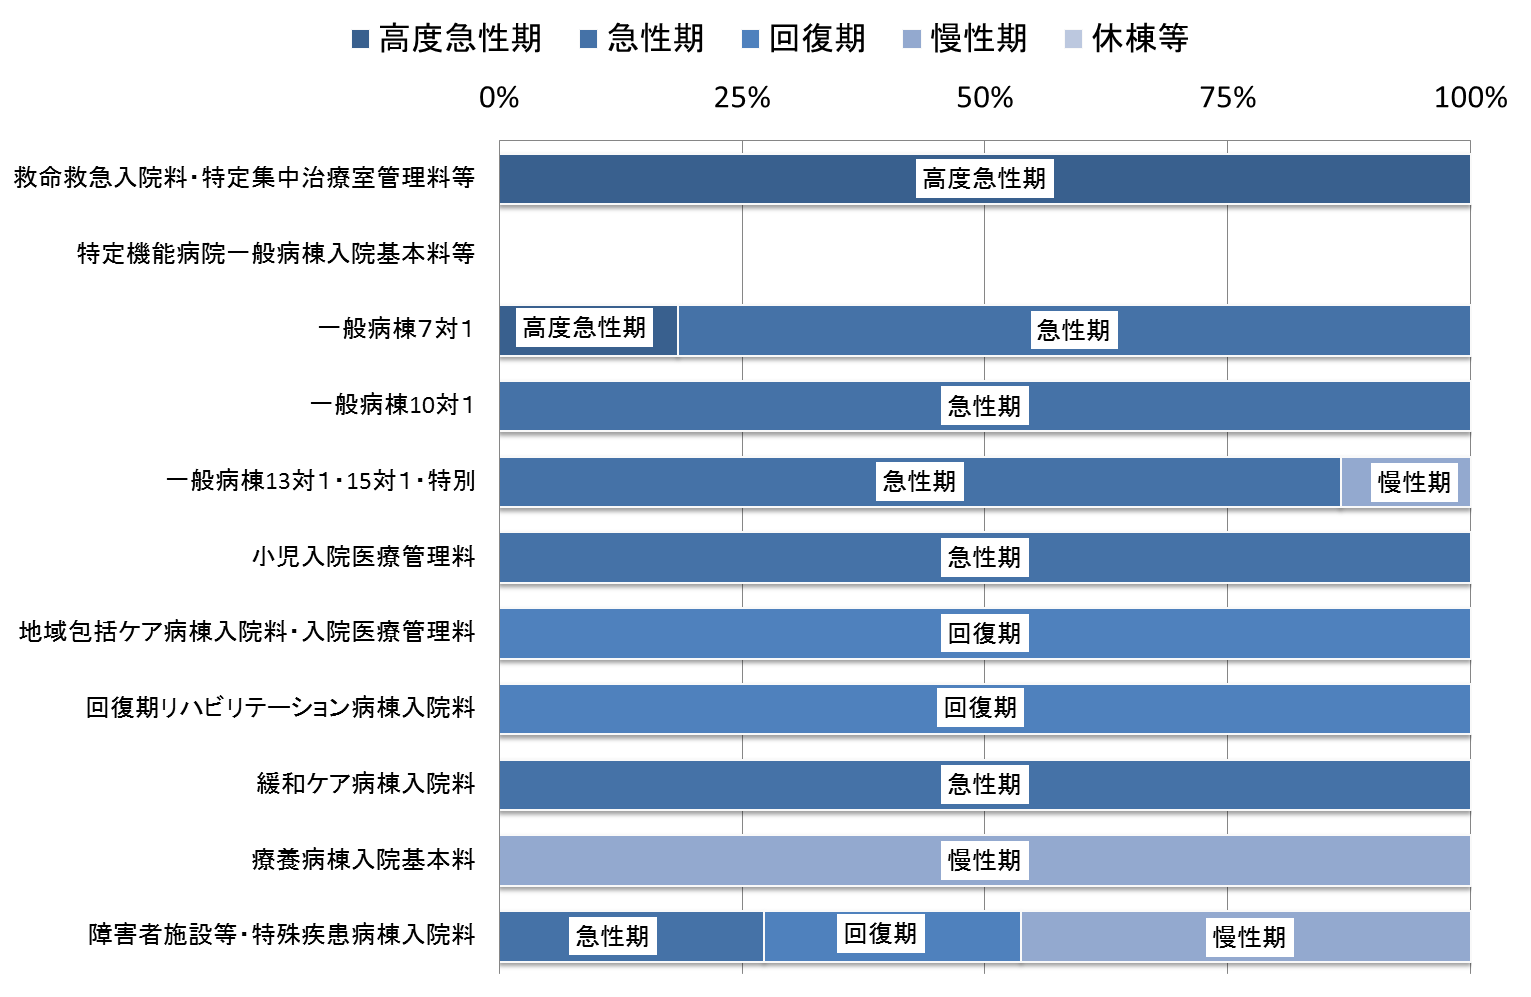 高度急性期 急性期 回復期 慢性期 休棟等
0% 25% 50% 75% 100%
救命救急入院料・特定集中治療室管理料等 高度急性期
特定機能病院一般病棟入院基本料等
一般病棟７対１ 高度急性期 急性期
一般病棟10対１ 急性期
一般病棟13対１・15対１・特別 急性期 慢性期
小児入院医療管理料 急性期
地域包括ケア病棟入院料・入院医療管理料 回復期
回復期リハビリテーション病棟入院料 回復期
緩和ケア病棟入院料 急性期
療養病棟入院基本料 慢性期
障害者施設等・特殊疾患病棟入院料 急性期 回復期 慢性期